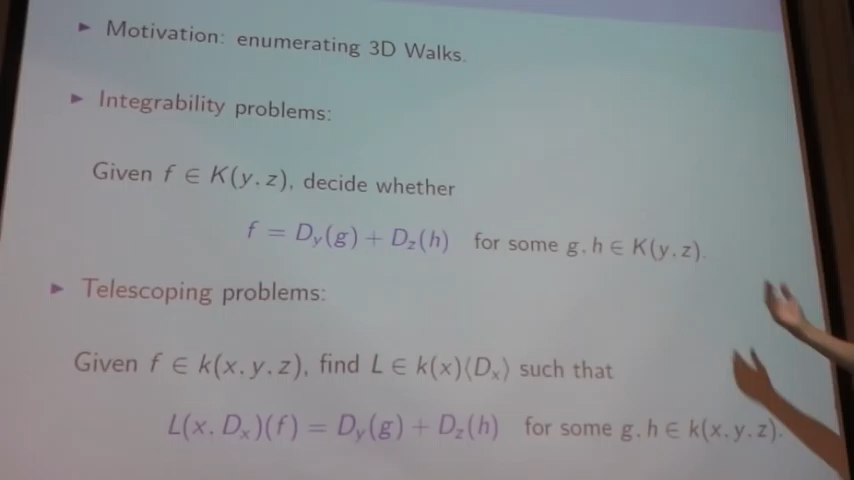 ► Motivation: enumerating 3D Walks.
► Integrability problems:
Given f ∈ K(y, z), decide whether
f = D_y(g) + D_z(h) for some g, h ∈ K(y, z).
► Telescoping problems:
Given f ∈ k(x, y, z), find L ∈ k(x)⟨D_x⟩ such that
L(x, D_x)(f) = D_y(g) + D_z(h) for some g, h ∈ k(x, y, z).